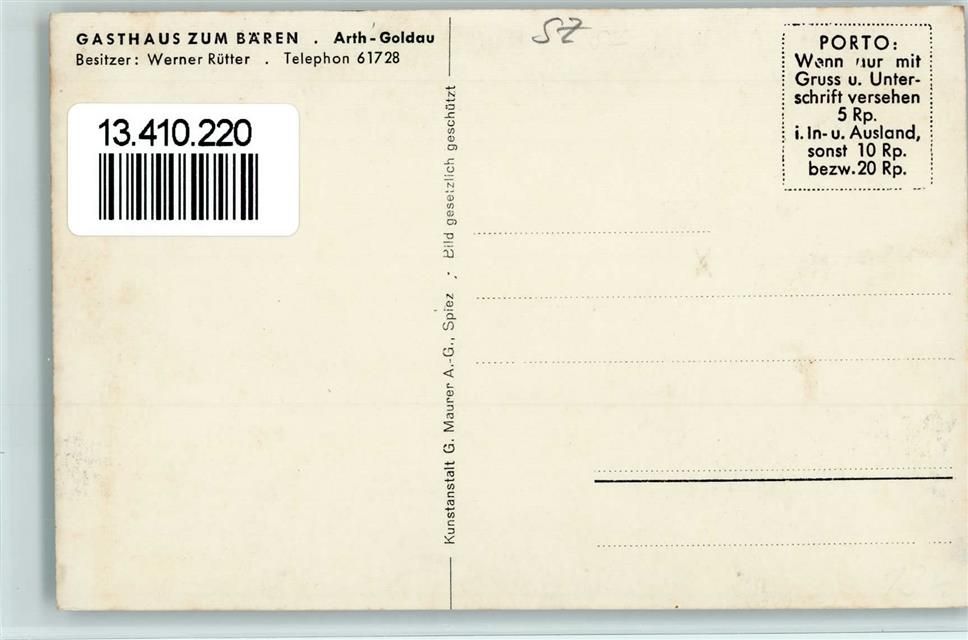 GASTHAUS ZUM BÄREN . Arth-Goldau
Besitzer: Werner Rütter . Telephon 61728
13.410.220
Kunstanstalt G. Maurer A.-G., Spiez . Bild gesetzlich geschützt
SZ
PORTO:
Wenn nur mit
Gruss u. Unter-
schrift versehen
5 Rp.
i. In- u. Ausland,
sonst 10 Rp.
bezw. 20 Rp.